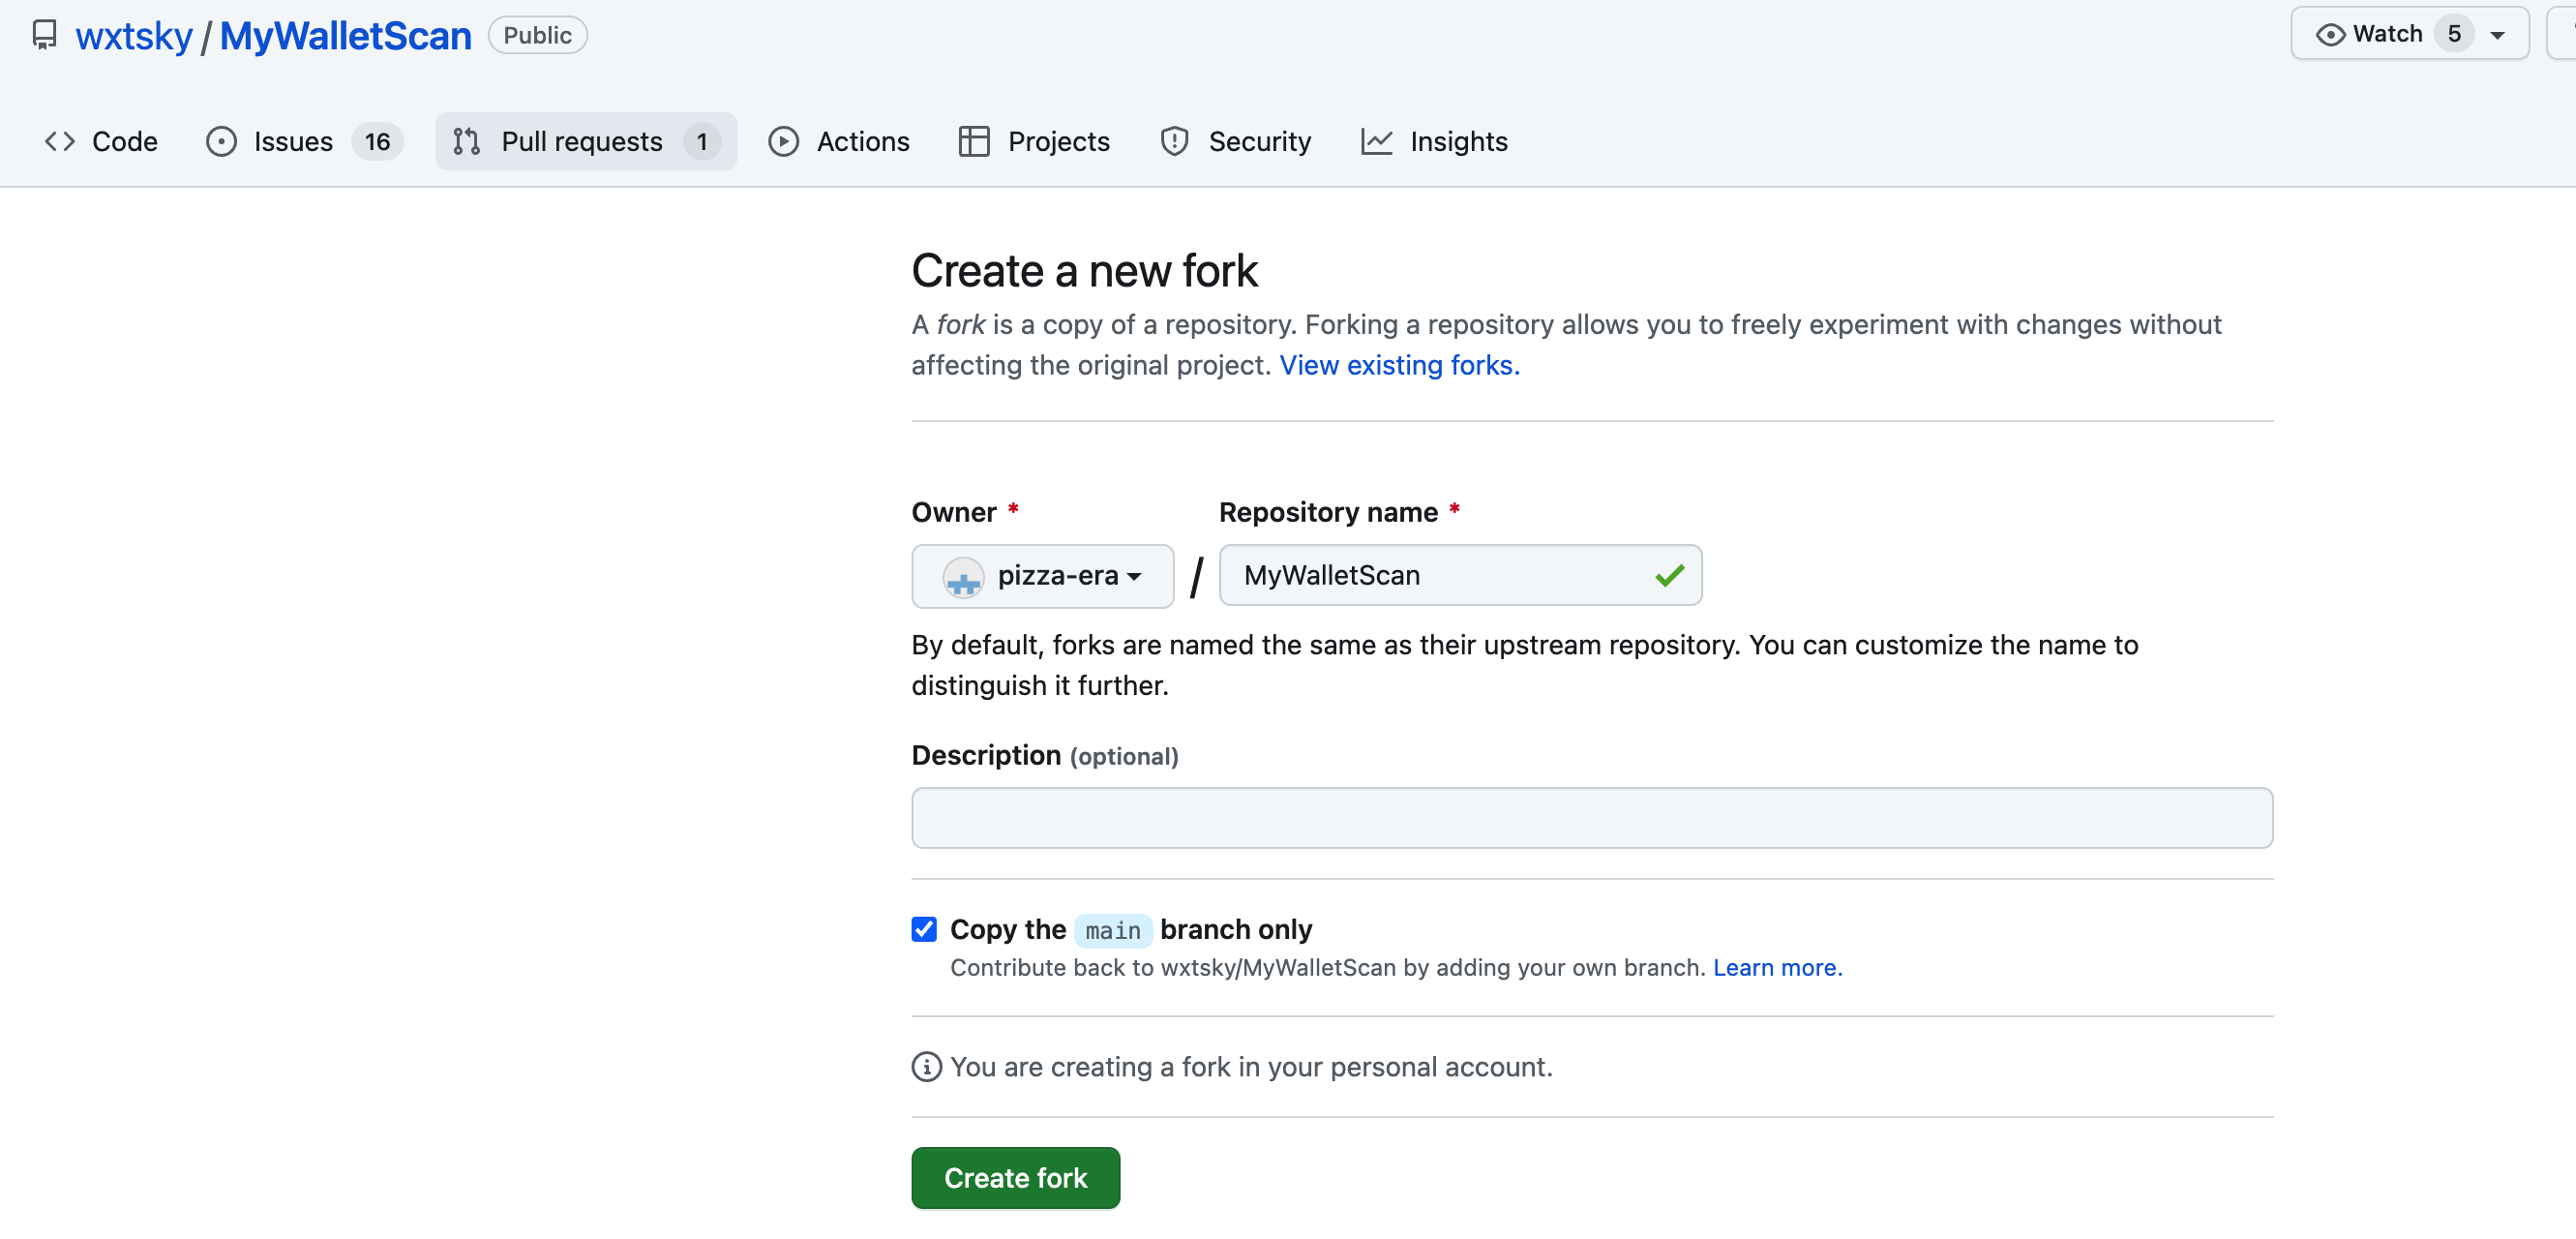 wxtsky / MyWalletScan Public Watch 5
Code Issues 16 Pull requests 1 Actions Projects Security Insights
Create a new fork
A fork is a copy of a repository. Forking a repository allows you to freely experiment with changes without
affecting the original project. View existing forks.
Owner * Repository name *
pizza-era / MyWalletScan
By default, forks are named the same as their upstream repository. You can customize the name to
distinguish it further.
Description (optional)
Copy the main branch only
Contribute back to wxtsky/MyWalletScan by adding your own branch. Learn more.
You are creating a fork in your personal account.
Create fork